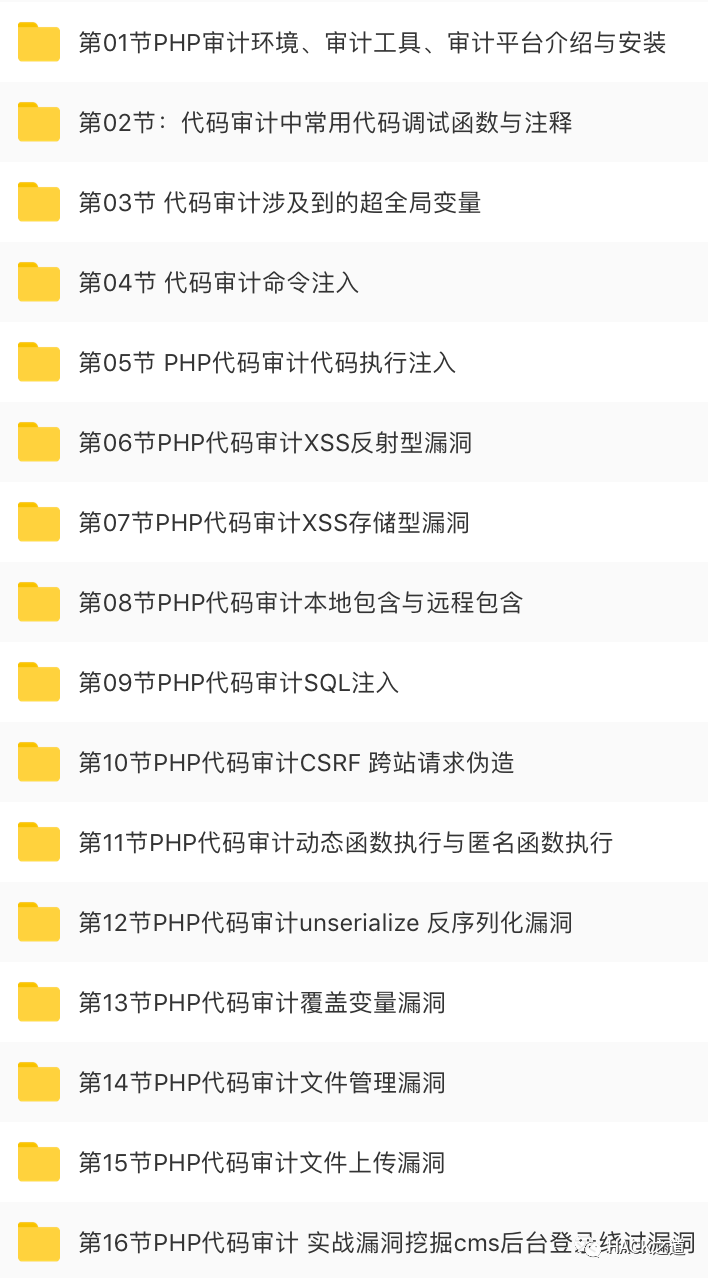 第01节PHP审计环境、审计工具、审计平台介绍与安装
第02节：代码审计中常用代码调试函数与注释
第03节 代码审计涉及到的超全局变量
第04节 代码审计命令注入
第05节 PHP代码审计代码执行注入
第06节PHP代码审计XSS反射型漏洞
第07节PHP代码审计XSS存储型漏洞
第08节PHP代码审计本地包含与远程包含
第09节PHP代码审计SQL注入
第10节PHP代码审计CSRF 跨站请求伪造
第11节PHP代码审计动态函数执行与匿名函数执行
第12节PHP代码审计unserialize 反序列化漏洞
第13节PHP代码审计覆盖变量漏洞
第14节PHP代码审计文件管理漏洞
第15节PHP代码审计文件上传漏洞
第16节PHP代码审计 实战漏洞挖掘cms后台登录绕过漏洞
HACK之道